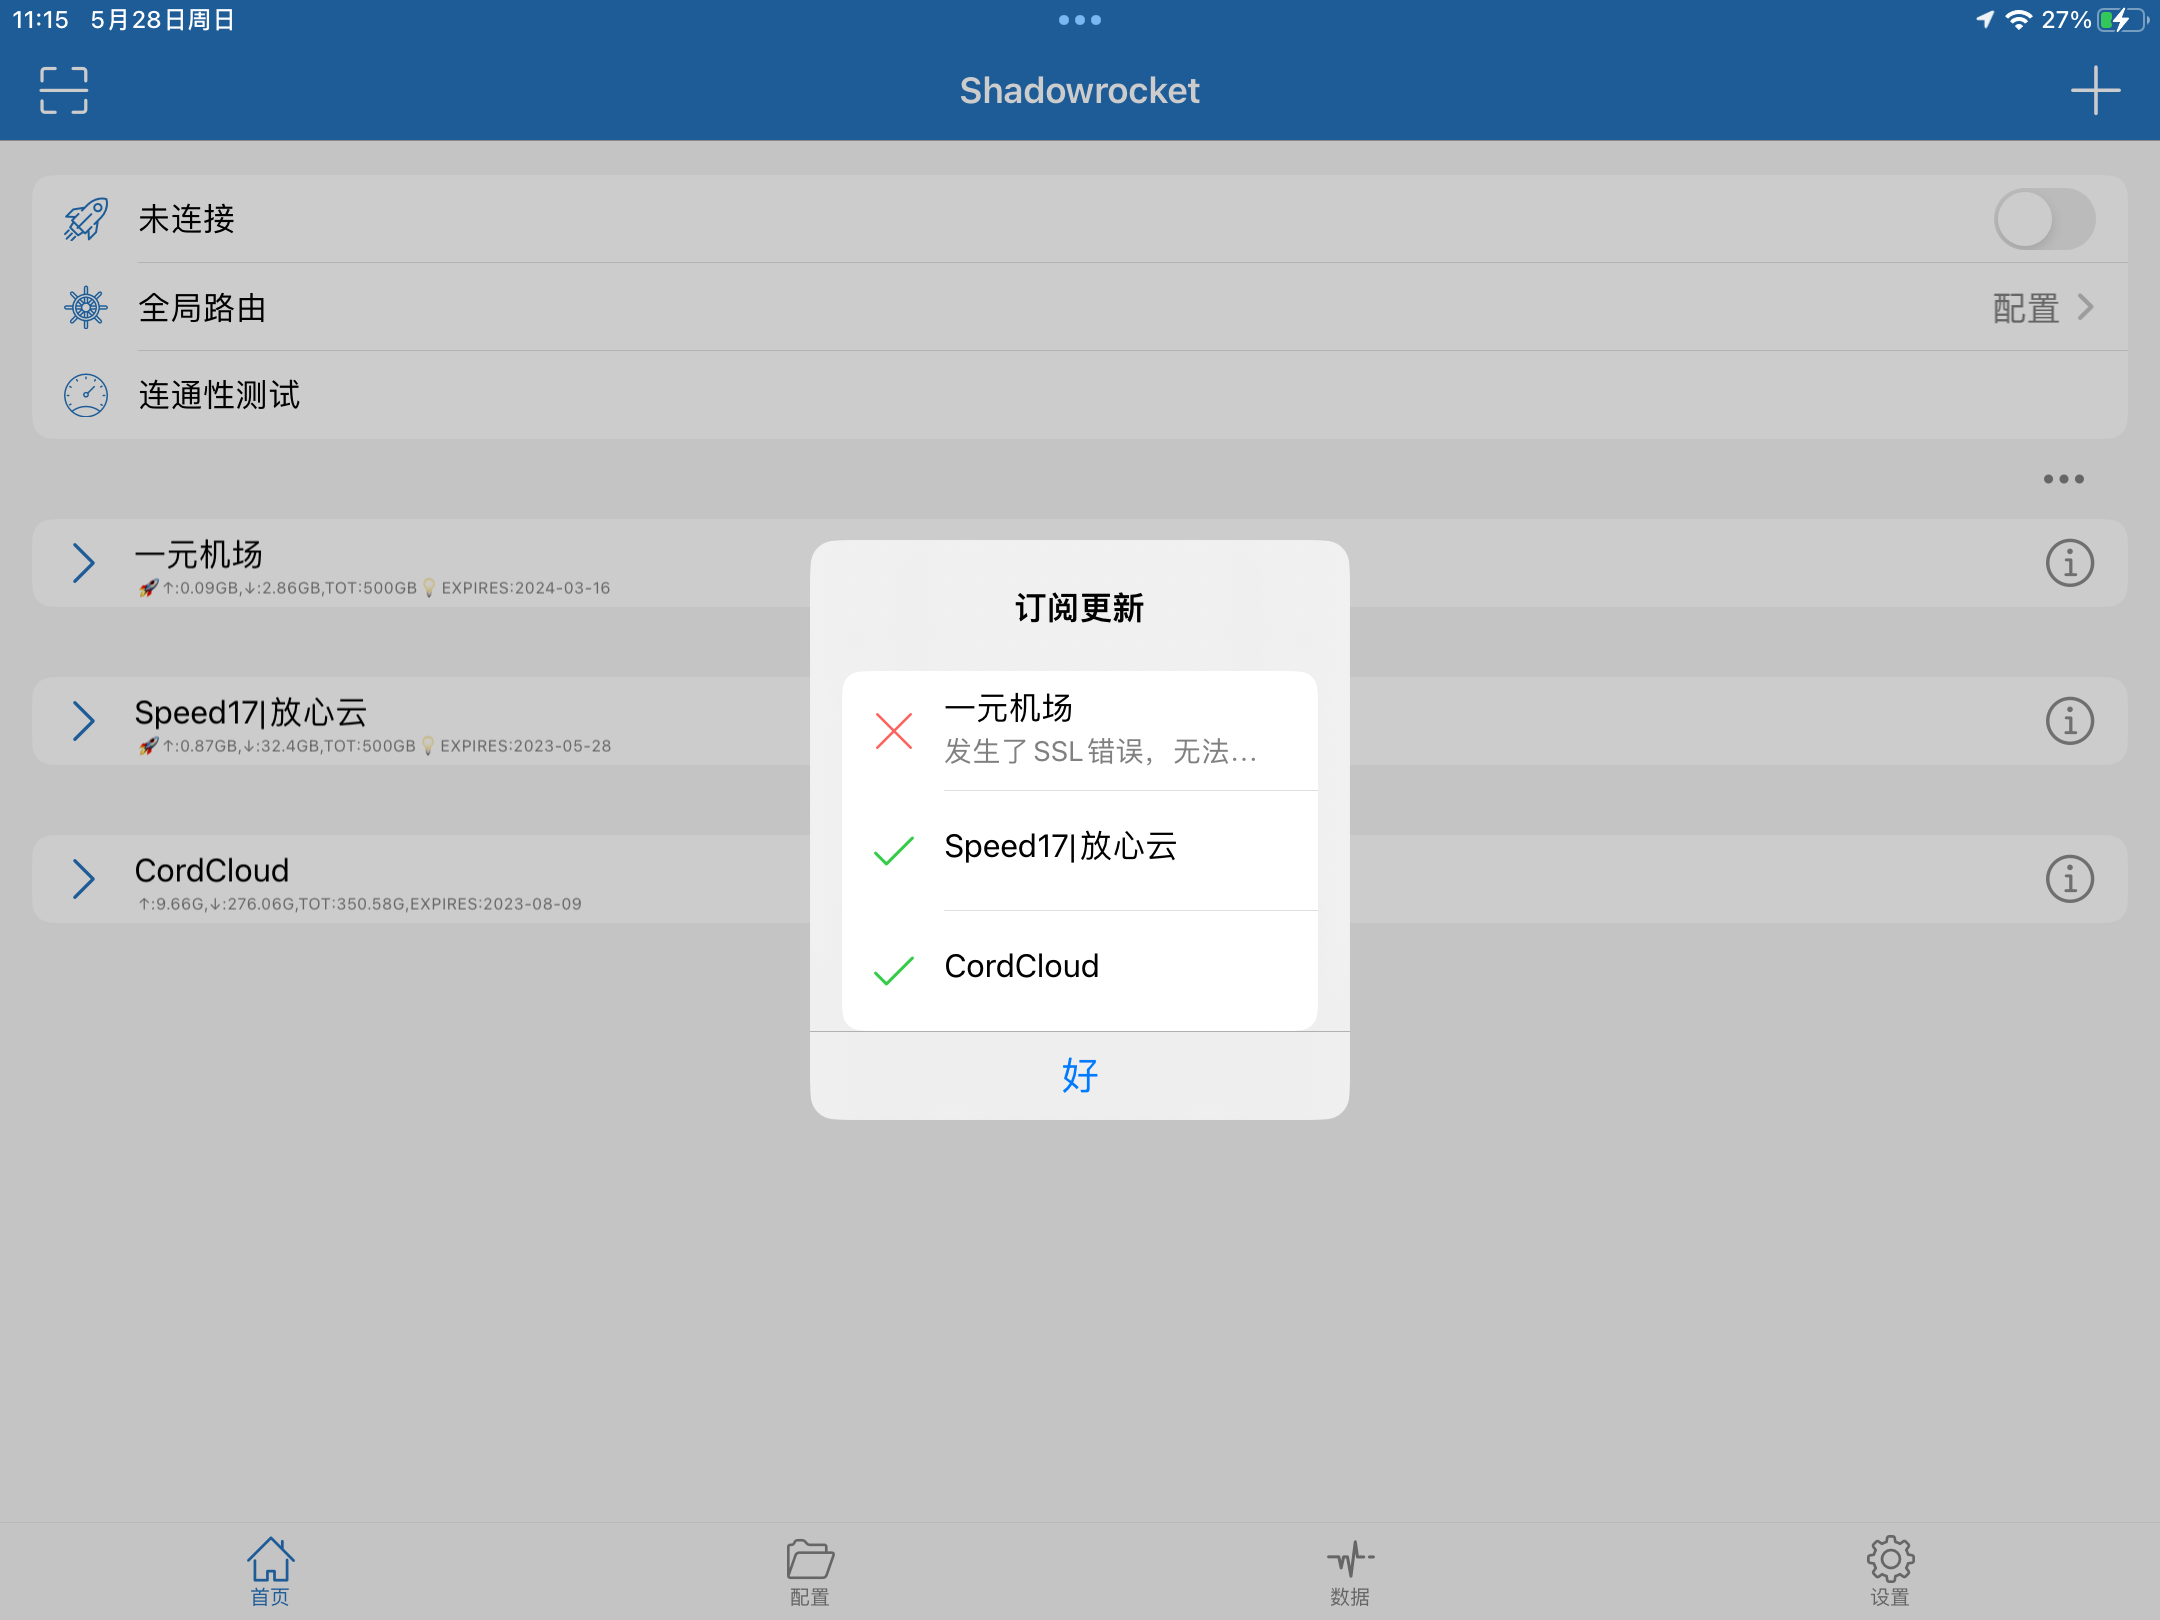 11:15 5月28日周日
27%
Shadowrocket
未连接
全局路由
配置
连通性测试
一元机场
🚀↑:0.09GB,↓:2.86GB,TOT:500GB💡EXPIRES:2024-03-16
Speed17|放心云
🚀↑:0.87GB,↓:32.4GB,TOT:500GB💡EXPIRES:2023-05-28
CordCloud
↑:9.66G,↓:276.06G,TOT:350.58G,EXPIRES:2023-08-09
订阅更新
一元机场
发生了 SSL 错误，无法...
Speed17|放心云
CordCloud
好
首页
配置
数据
设置